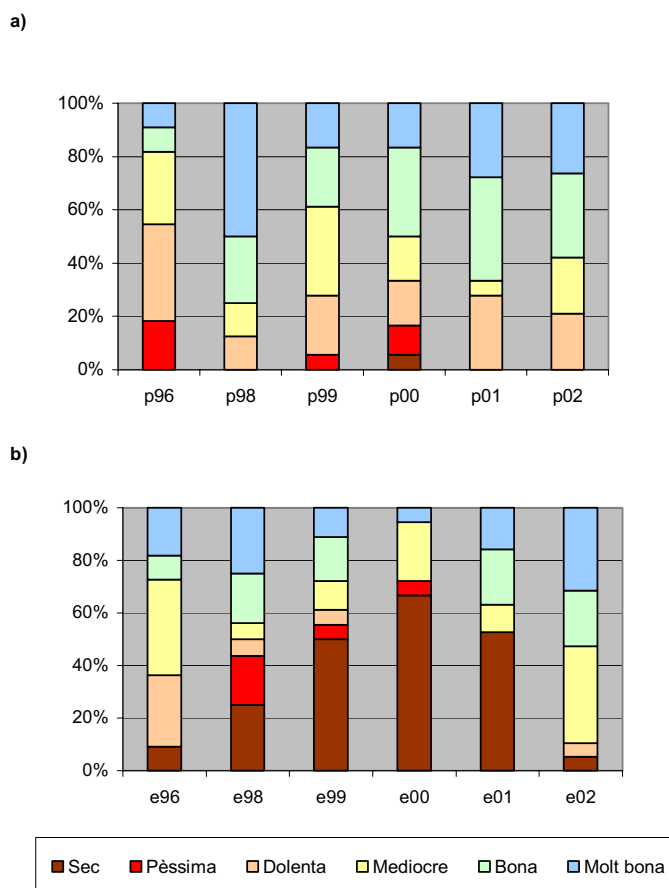 a)
100%
80%
60%
40%
20%
0%
p96 p98 p99 p00 p01 p02
b)
100%
80%
60%
40%
20%
0%
e96 e98 e99 e00 e01 e02
Sec Pèssima Dolenta Mediocre Bona Molt bona